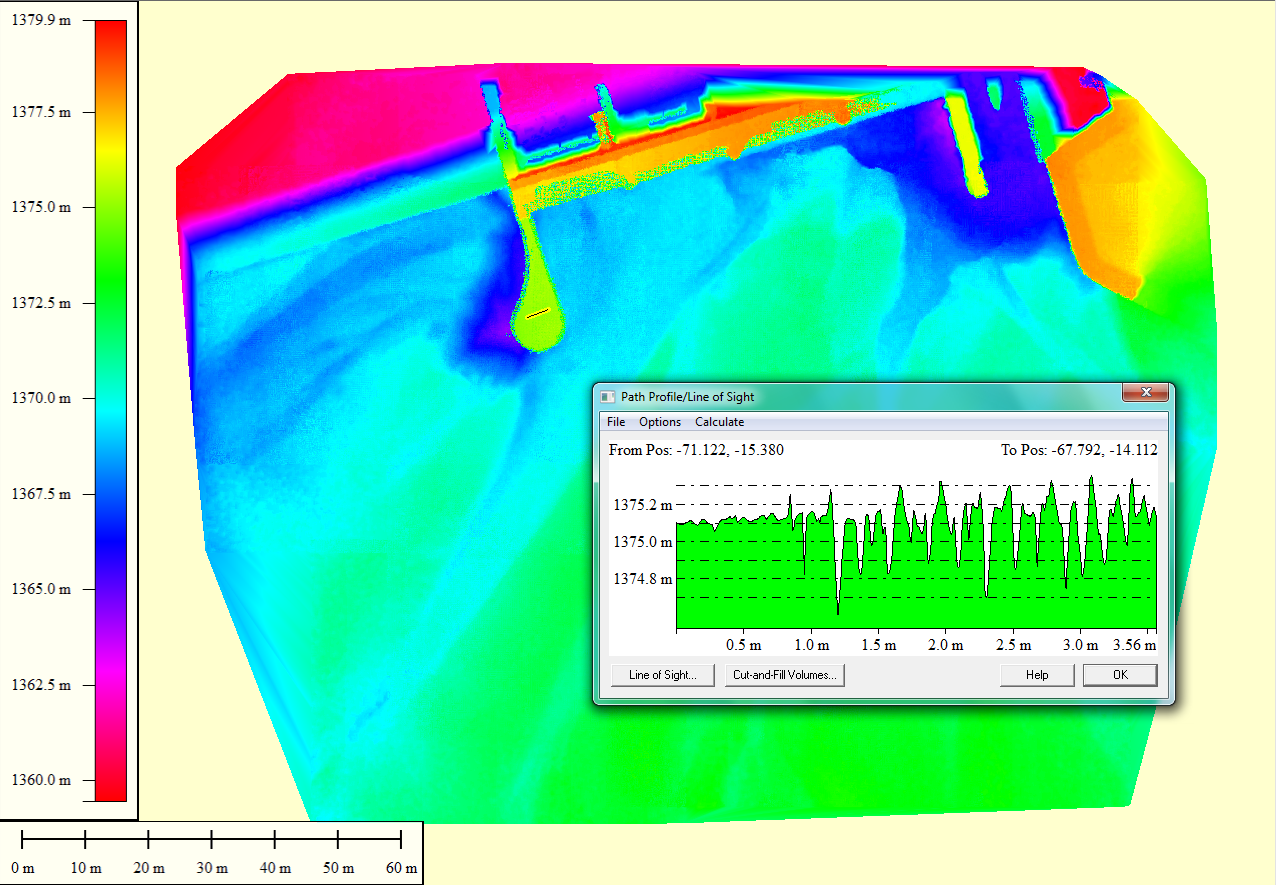 1379.9 m
1377.5 m
1375.0 m
1372.5 m
1370.0 m
1367.5 m
1365.0 m
1362.5 m
1360.0 m
0 m 10 m 20 m 30 m 40 m 50 m 60 m
Path Profile/Line of Sight
File Options Calculate
From Pos: -71.122, -15.380 To Pos: -67.792, -14.112
1375.2 m
1375.0 m
1374.8 m
0.5 m 1.0 m 1.5 m 2.0 m 2.5 m 3.0 m 3.56 m
Line of Sight... Cut-and-Fill Volumes... Help OK